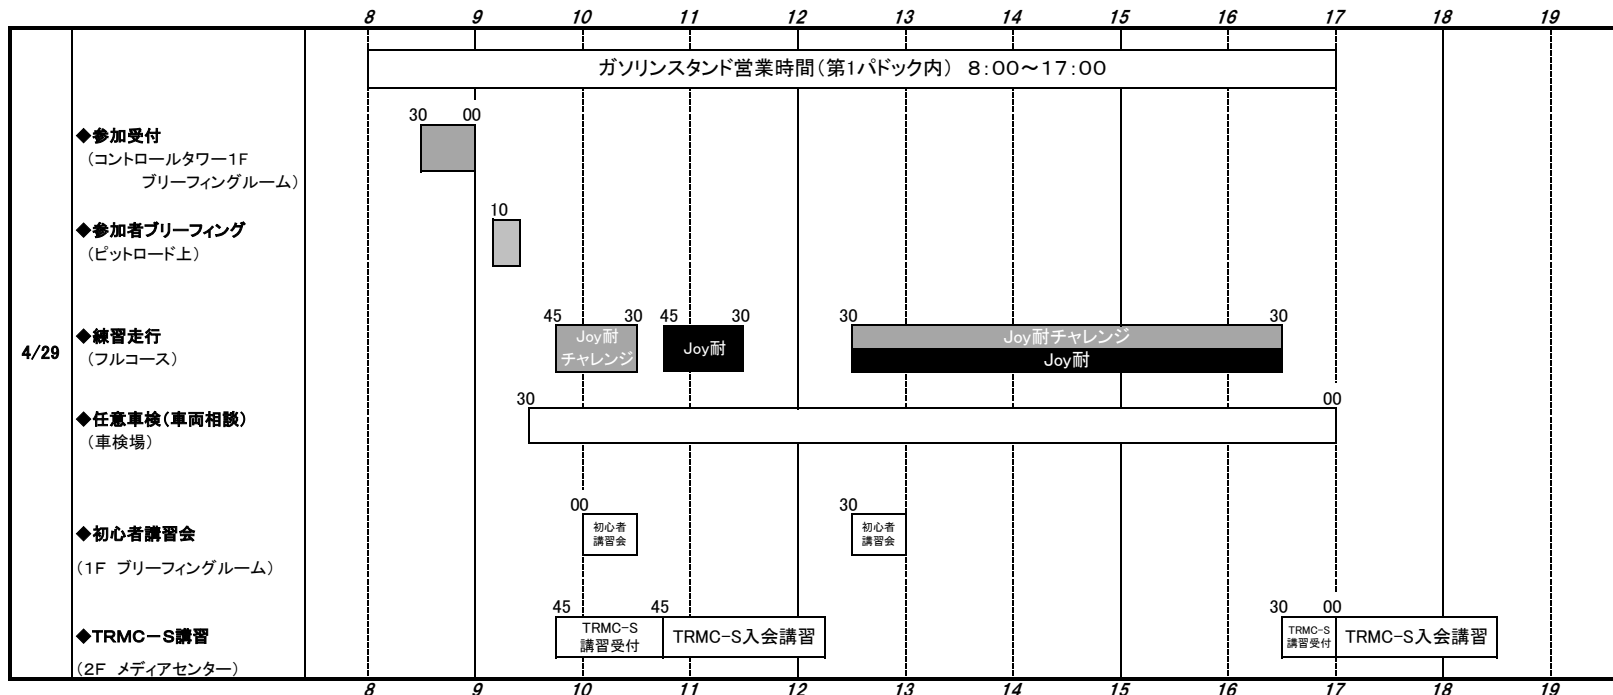 8 9 10 11 12 13 14 15 16 17 18 19
ガソリンスタンド営業時間(第1パドック内) 8:00～17:00
30 00
◆参加受付
(コントロールタワー1F
ブリーフィングルーム)
10
◆参加者ブリーフィング
(ピットロード上)
45 30 45 30 30 30
◆練習走行
(フルコース)
Joy耐
チャレンジ
Joy耐
Joy耐チャレンジ
Joy耐
4/29
30 00
◆任意車検(車両相談)
(車検場)
00 30
◆初心者講習会
(1F ブリーフィングルーム)
初心者
講習会
初心者
講習会
45 45 30 00
◆TRMC－S講習
(2F メディアセンター)
TRMC-S
講習受付
TRMC-S入会講習
TRMC-S
講習受付
TRMC-S入会講習
8 9 10 11 12 13 14 15 16 17 18 19